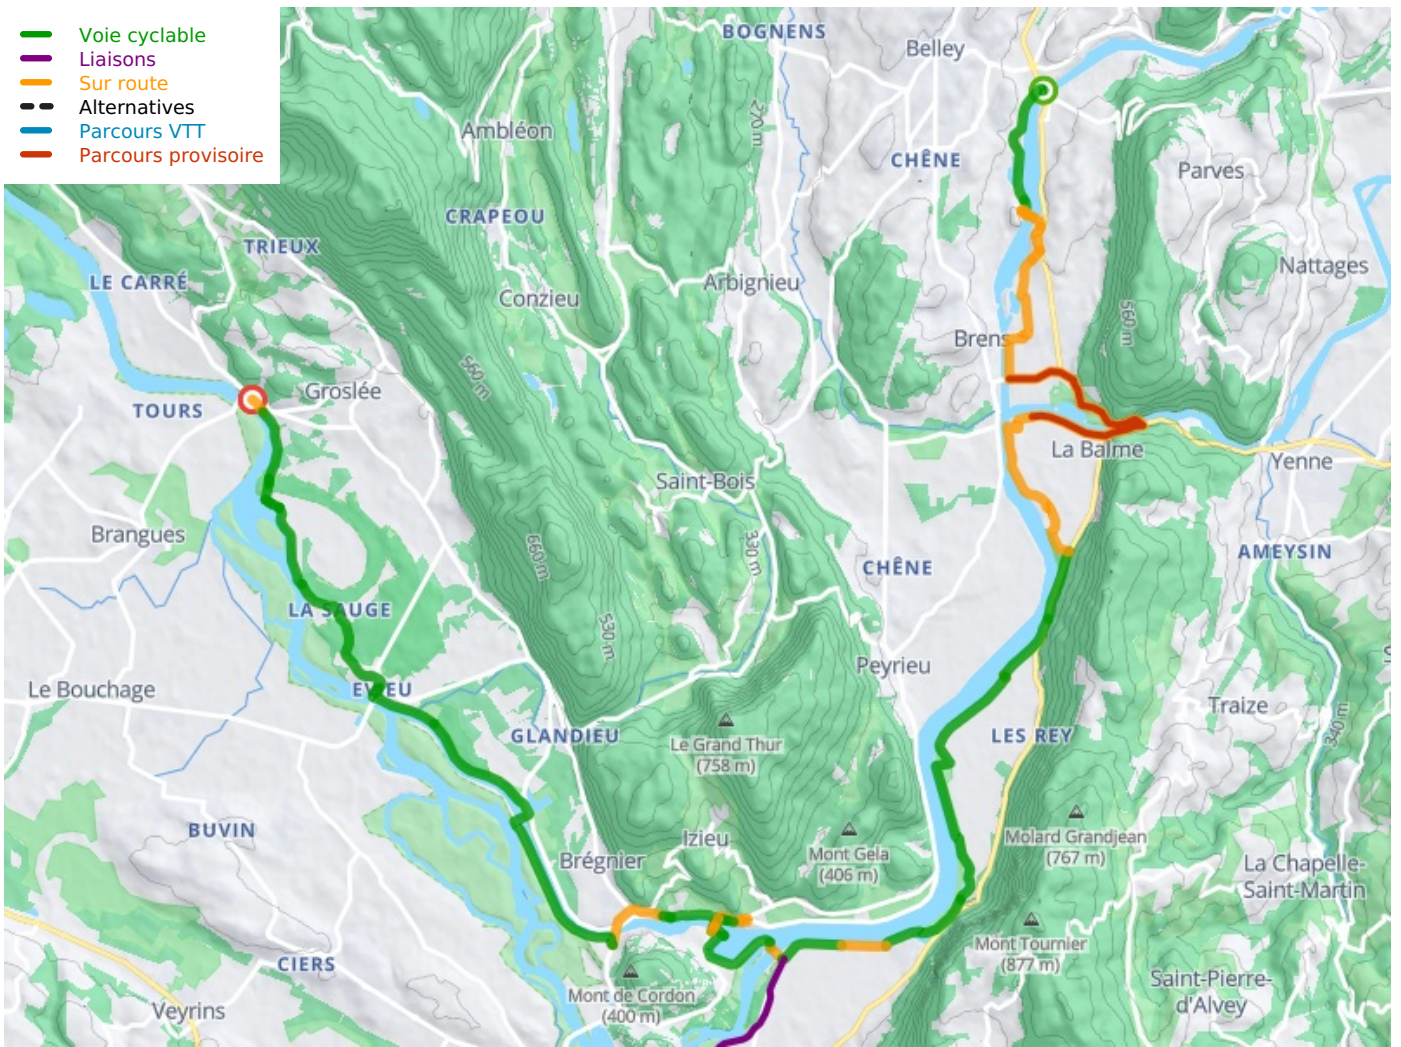 Voie cyclable
Liaisons
Sur route
Alternatives
Parcours VTT
Parcours provisoire
BOGNENS
Belley
270 m
Ambléon
CHÊNE
Parves
CRAPEOU
TRIEUX
Nattages
LE CARRÉ
Arbignieu
Conzieu
560 m
Brens
560 m
Groslée
TOURS
La Balme
Yenne
Saint-Bois
Brangues
660 m
330 m
AMEYSIN
CHÊNE
LA SAUGE
530 m
Peyrieu
Le Bouchage
EVIEU
Traize
340 m
GLANDIEU
Le Grand Thur
(758 m)
LES REY
BUVIN
Izieu
Molard Grandjean
(767 m)
Brégnier
Mont Gela
(406 m)
La Chapelle-
Saint-Martin
CIERS
Mont Tournier
(877 m)
Mont de Cordon
(400 m)
Saint-Pierre-
d'Alvey
Veyrins